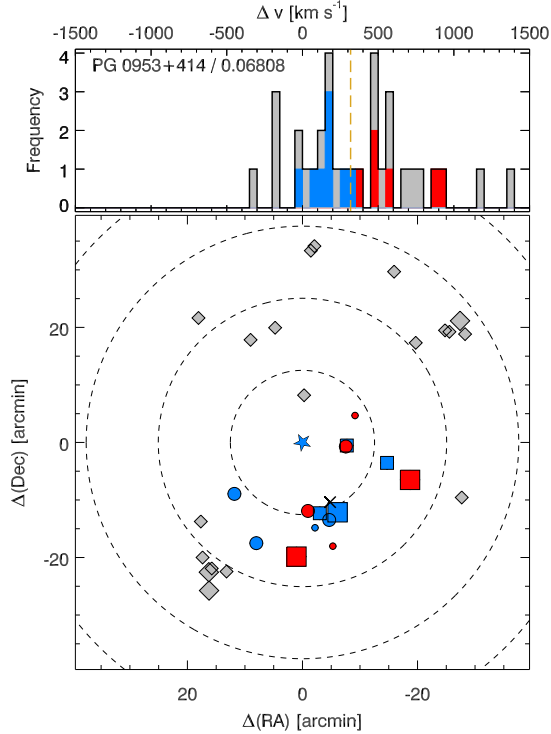 Δ v [km s⁻¹]
-1500 -1000 -500 0 500 1000 1500
PG 0953+414 / 0.06808
Frequency
4
3
2
1
0
Δ(Dec) [arcmin]
20
0
-20
20 0 -20
Δ(RA) [arcmin]